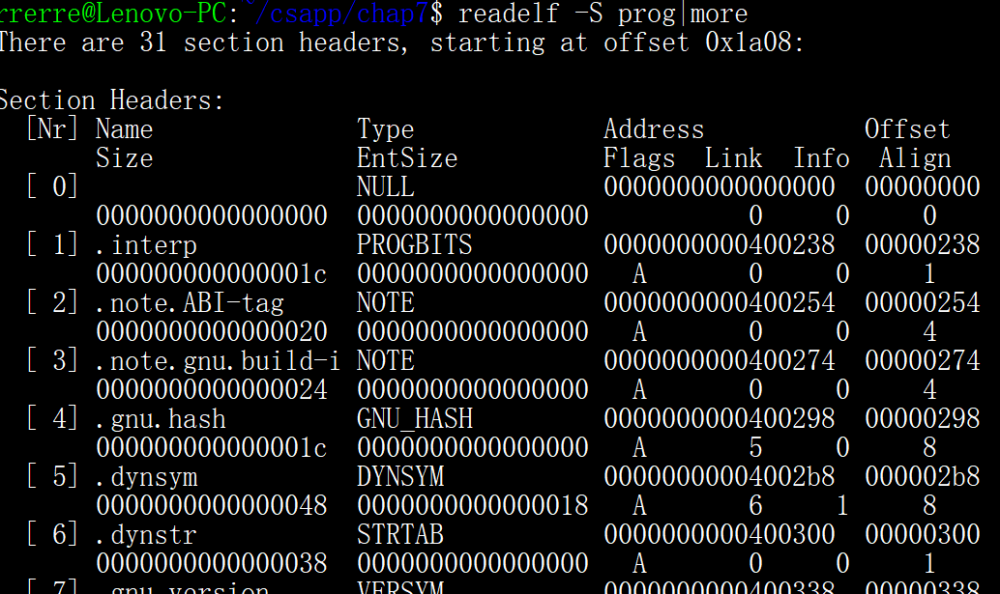 rrerre@Lenovo-PC:~/csapp/chap7$ readelf -S prog|more
There are 31 section headers, starting at offset 0x1a08:
Section Headers:
[Nr] Name Type Address Offset
Size EntSize Flags Link Info Align
[ 0] NULL 0000000000000000 00000000
0000000000000000 0000000000000000 0 0 0
[ 1] .interp PROGBITS 0000000000400238 00000238
000000000000001c 0000000000000000 A 0 0 1
[ 2] .note.ABI-tag NOTE 0000000000400254 00000254
0000000000000020 0000000000000000 A 0 0 4
[ 3] .note.gnu.build-i NOTE 0000000000400274 00000274
0000000000000024 0000000000000000 A 0 0 4
[ 4] .gnu.hash GNU_HASH 0000000000400298 00000298
000000000000001c 0000000000000000 A 5 0 8
[ 5] .dynsym DYNSYM 00000000004002b8 000002b8
0000000000000048 0000000000000018 A 6 1 8
[ 6] .dynstr STRTAB 0000000000400300 00000300
0000000000000038 0000000000000000 A 0 0 1
[ 7] .gnu.version VERSYM 0000000000400338 00000338